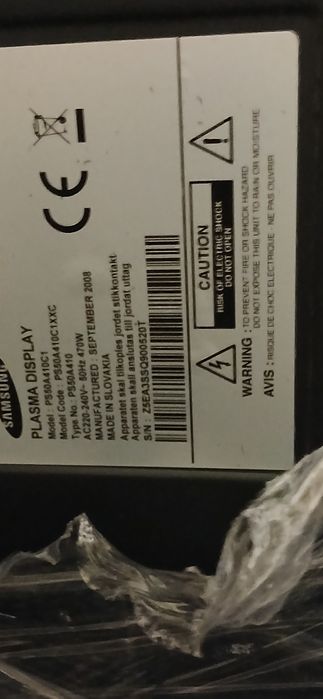 SAMSUNG
PLASMA DISPLAY
Model : PS50A410C1
Model Code : PS50A410C1XXC
Type No : PS50A410
AC220-240V~ 50Hz 470W
MANUFACTURED : SEPTEMBER 2008
MADE IN SLOVAKIA
Apparatet skal tilkoples jordet stikkontakt
Apparaten skall anslutas till jordat uttag
S/N : Z5EA3SSQ900520T
CE
CAUTION
RISK OF ELECTRIC SHOCK
DO NOT OPEN
WARNING : TO PREVENT FIRE OR SHOCK HAZARD
DO NOT EXPOSE THIS UNIT TO RAIN OR MOISTURE
AVIS : RISQUE DE CHOC ELECTRIQUE - NE PAS OUVRIR